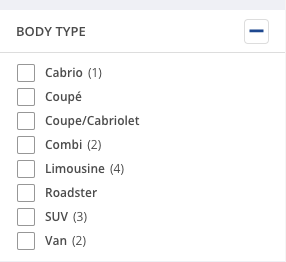 BODY TYPE
Cabrio (1)
Coupé
Coupe/Cabriolet
Combi (2)
Limousine (4)
Roadster
SUV (3)
Van (2)